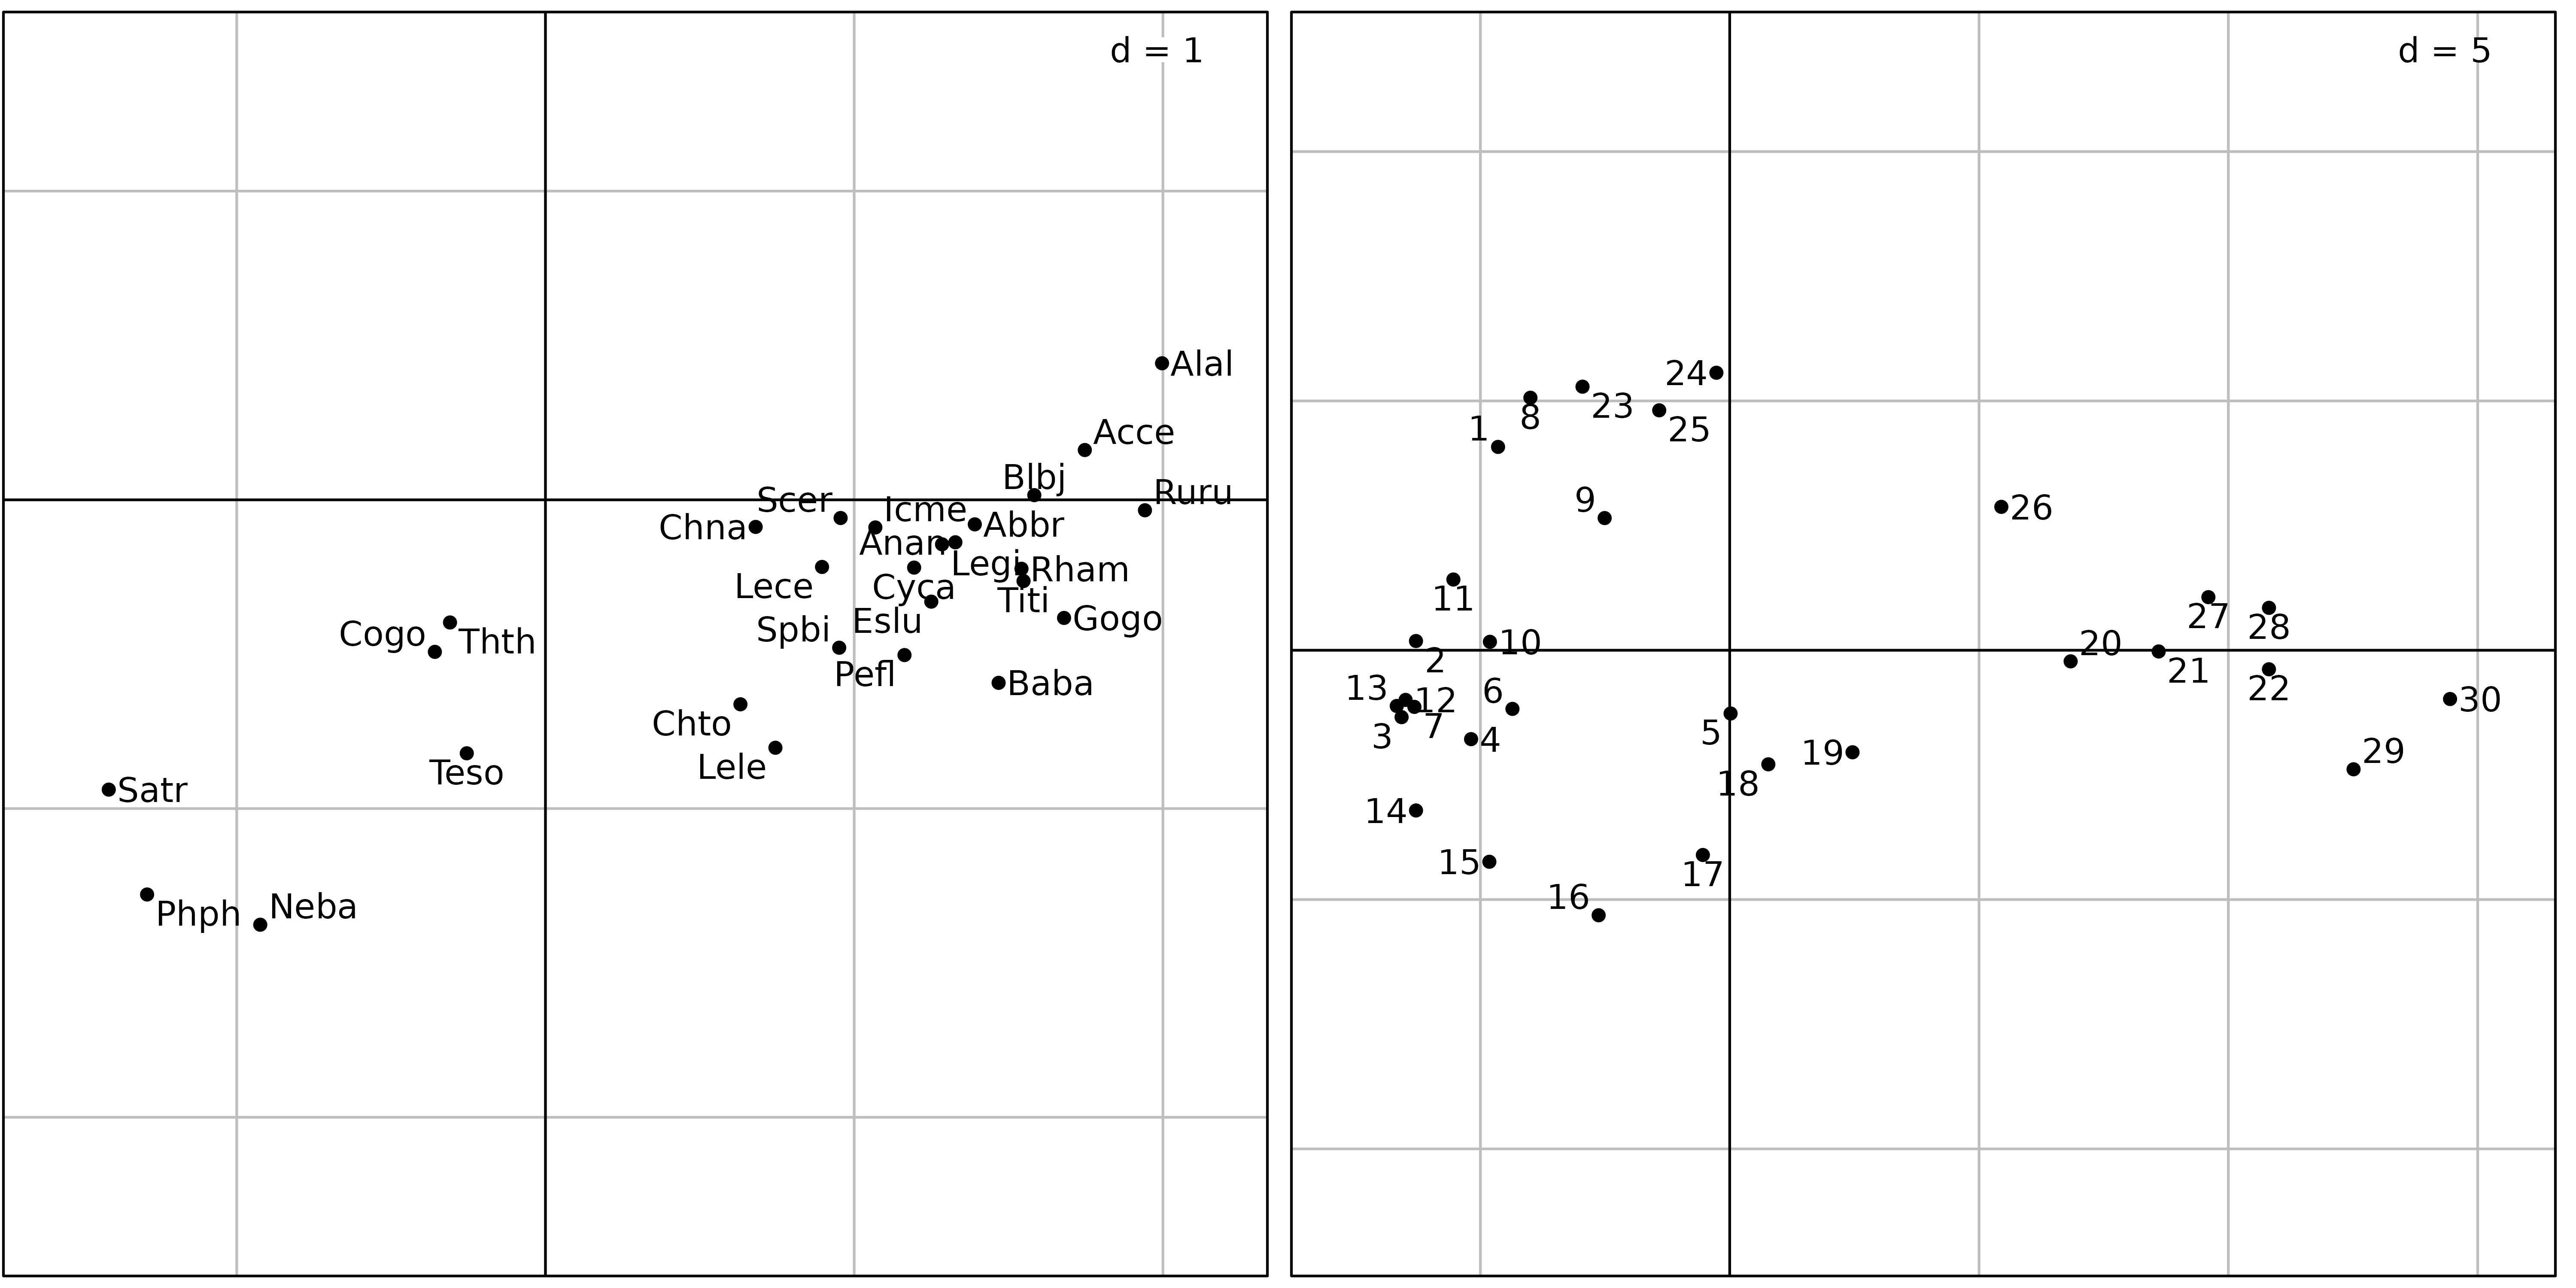 d = 1
Alal
Acce
Blbj
Ruru
Scer
Icme
Chna
Abbr
Anan
Legi
Rham
Lece
Cyca
Titi
Gogo
Eslu
Spbi
Cogo
Thth
Pefl
Baba
Chto
Lele
Teso
Satr
Phph
Neba
d = 5
24
23
8
25
1
9
26
11
27
28
10
20
2
21
13
12
6
22
30
3
7
4
5
19
29
18
14
15
17
16